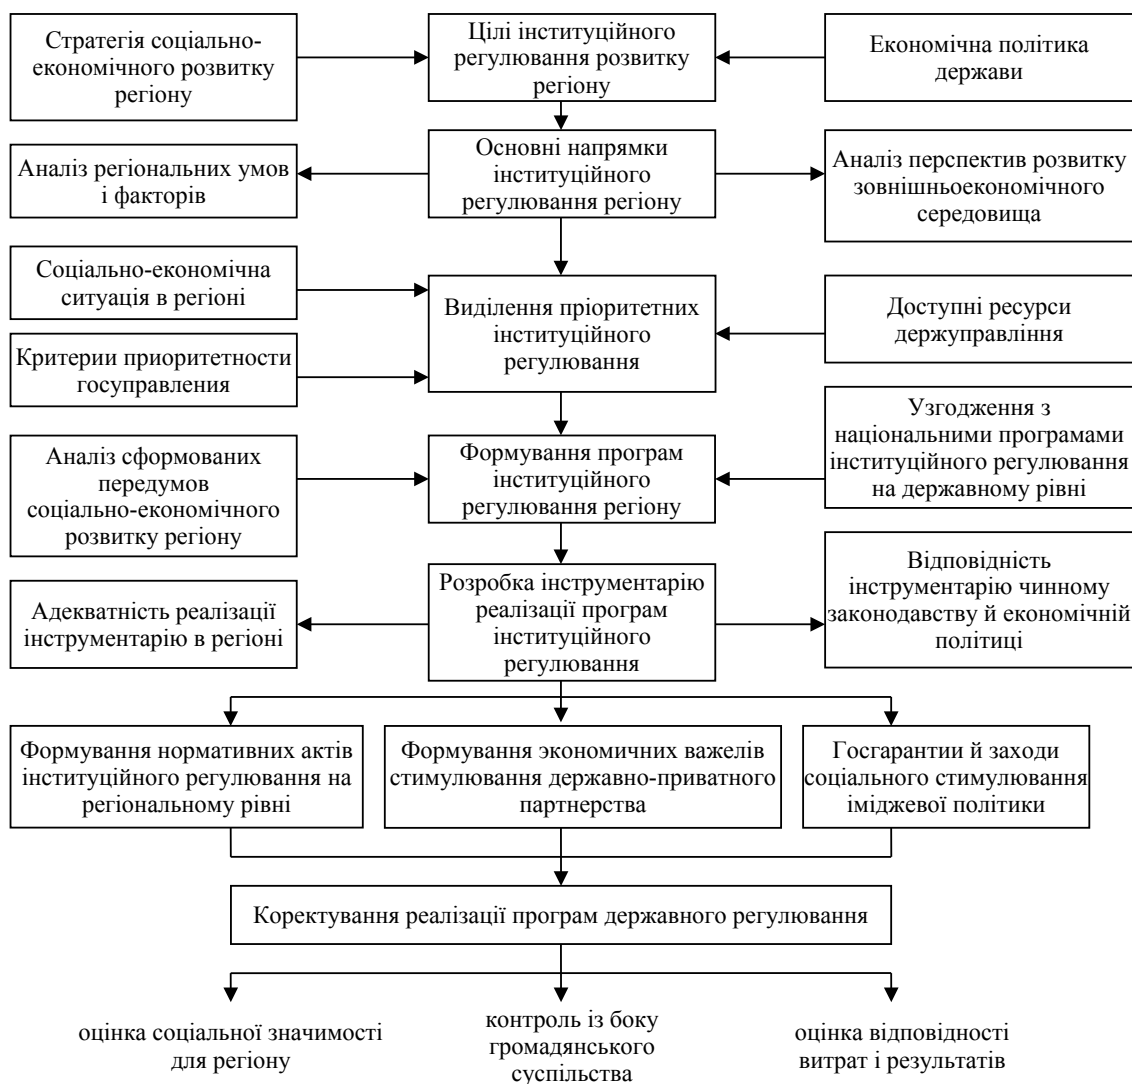 Стратегія соціально-
економічного розвитку
регіону
Цілі інституційного
регулювання розвитку
регіону
Економічна політика
держави
Аналіз регіональних умов
і факторів
Основні напрямки
інституційного
регулювання регіону
Аналіз перспектив розвитку
зовнішньоекономічного
середовища
Соціально-економічна
ситуація в регіоні
Критерии приоритетности
госуправления
Виділення пріоритетних
інституційного
регулювання
Доступні ресурси
держуправління
Аналіз сформованих
передумов
соціально-економічного
розвитку регіону
Формування програм
інституційного
регулювання регіону
Узгодження з
національними програмами
інституційного регулювання
на державному рівні
Адекватність реалізації
інструментарію в регіоні
Розробка інструментарію
реалізації програм
інституційного
регулювання
Відповідність
інструментарію чинному
законодавству й економічній
політиці
Формування нормативних актів
інституційного регулювання на
регіональному рівні
Формування экономичних важелів
стимулювання державно-приватного
партнерства
Госгарантии й заходи
соціального стимулювання
іміджевої політики
Коректування реалізації програм державного регулювання
оцінка соціальної значимості
для регіону
контроль із боку
громадянського
суспільства
оцінка відповідності
витрат і результатів